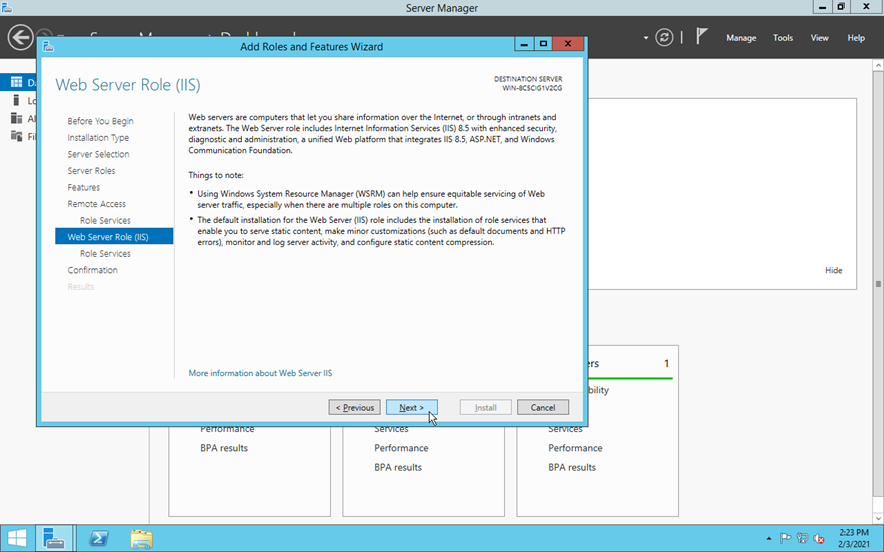 Server Manager
Manage
Tools
View
Help
Add Roles and Features Wizard
Web Server Role (IIS)
DESTINATION SERVER
WIN-8CSCIG1V2CG
Before You Begin
Installation Type
Server Selection
Server Roles
Features
Remote Access
Role Services
Web Server Role (IIS)
Role Services
Confirmation
Results
Web servers are computers that let you share information over the Internet, or through intranets and
extranets. The Web Server role includes Internet Information Services (IIS) 8.5 with enhanced security,
diagnostic and administration, a unified Web platform that integrates IIS 8.5, ASP.NET, and Windows
Communication Foundation.
Things to note:
• Using Windows System Resource Manager (WSRM) can help ensure equitable servicing of Web
server traffic, especially when there are multiple roles on this computer.
• The default installation for the Web Server (IIS) role includes the installation of role services that
enable you to serve static content, make minor customizations (such as default documents and HTTP
errors), monitor and log server activity, and configure static content compression.
More information about Web Server IIS
< Previous
Next >
Install
Cancel
Hide
1
Performance
BPA results
Services
Performance
BPA results
Services
Performance
BPA results
2:23 PM
2/3/2021